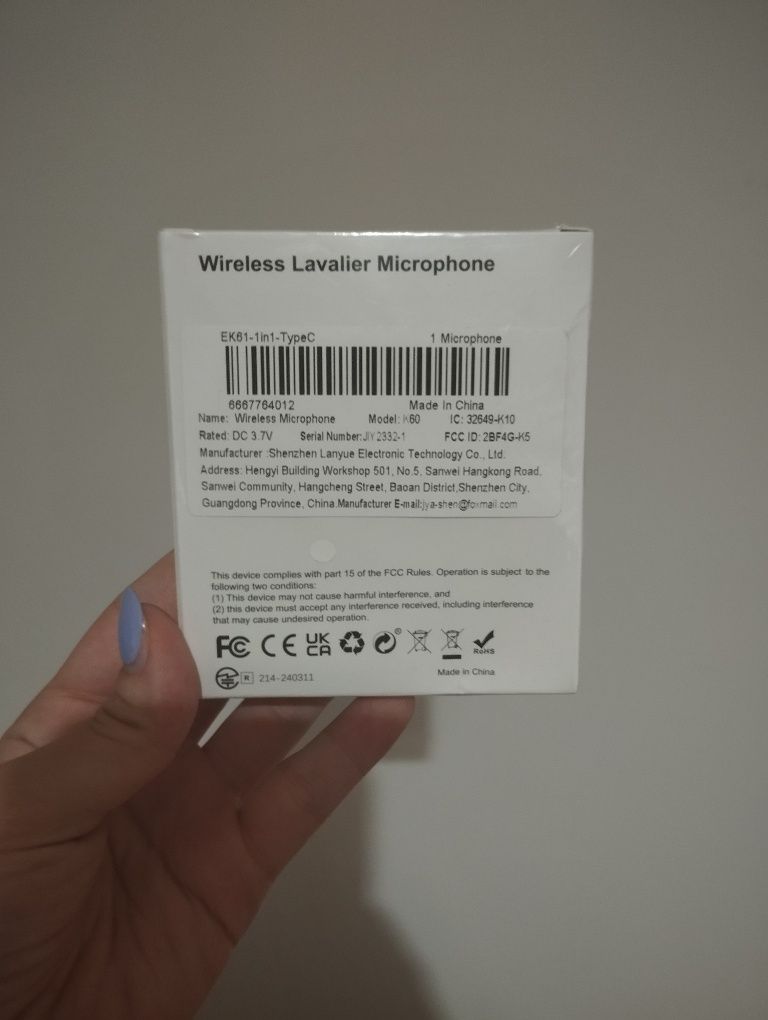 Wireless Lavalier Microphone
EK61-1in1-TypeC 1 Microphone
6667764012 Made In China
Name: Wireless Microphone Model: K60 IC: 32649-K10
Rated: DC 3.7V Serial Number:JIY2332-1 FCC ID: 2BF4G-K5
Manufacturer :Shenzhen Lanyue Electronic Technology Co., Ltd.
Address: Hengyi Building Workshop 501, No.5, Sanwei Hangkong Road,
Sanwei Community, Hangcheng Street, Baoan District,Shenzhen City,
Guangdong Province, China.Manufacturer E-mail:jya-shen@foxmail.com
This device complies with part 15 of the FCC Rules. Operation is subject to the
following two conditions:
(1) This device may not cause harmful interference, and
(2) this device must accept any interference received, including interference
that may cause undesired operation.
FC CE UK CA RoHS
R 214-240311 Made in China